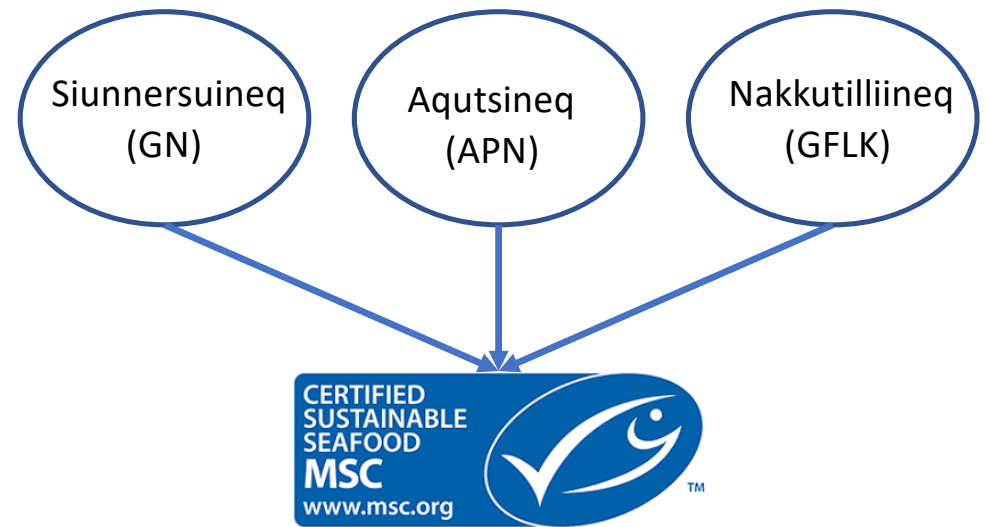 Siunnersuineq
(GN)
Aqutsineq
(APN)
Nakkutilliineq
(GFLK)
CERTIFIED
SUSTAINABLE
SEAFOOD
MSC
www.msc.org
TM